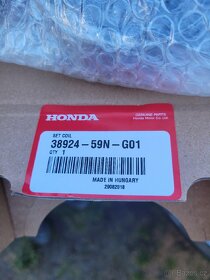 HONDA
GENUINE PARTS
Honda Motor Co., Ltd.
SET COIL
38924-59N-G01
QTY 1
MADE IN HUNGARY
29082018